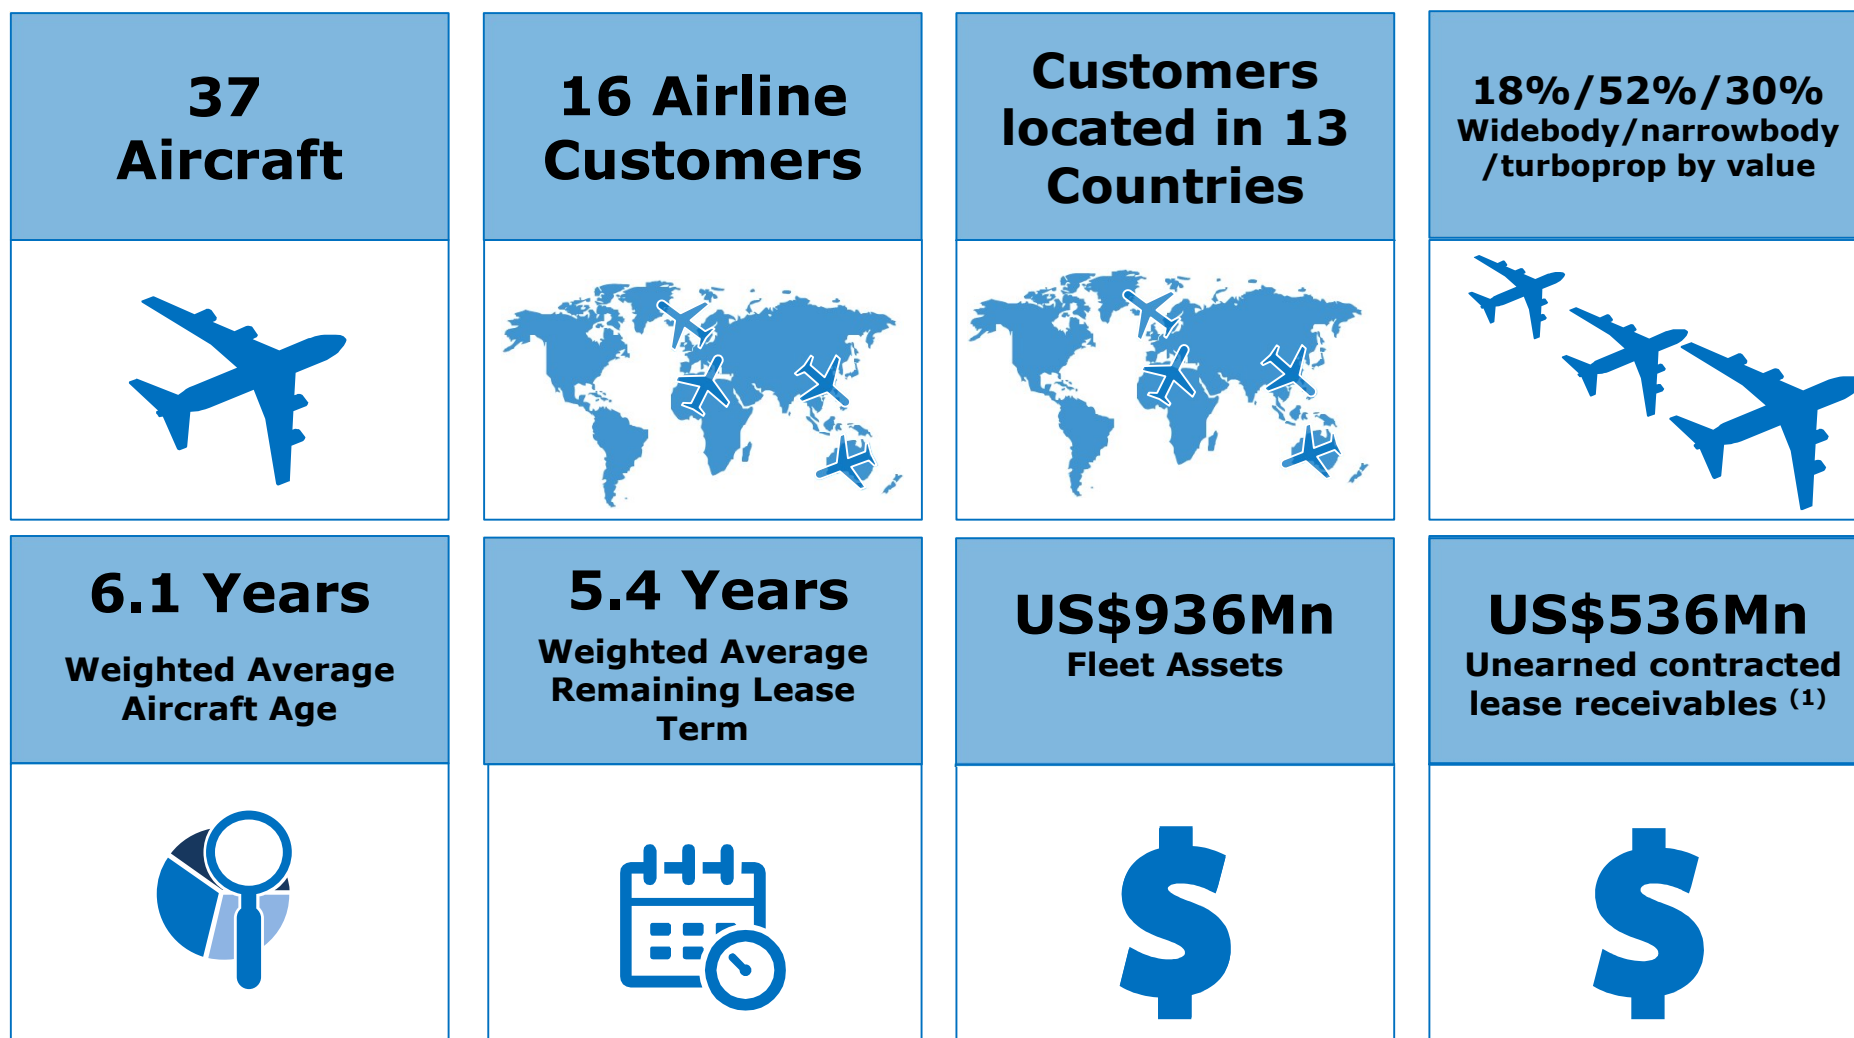 37
Aircraft
16 Airline
Customers
Customers
located in 13
Countries
18%/52%/30%
Widebody/narrowbody
/turboprop by value
6.1 Years
Weighted Average
Aircraft Age
5.4 Years
Weighted Average
Remaining Lease
Term
US$936Mn
Fleet Assets
US$536Mn
Unearned contracted
lease receivables (1)